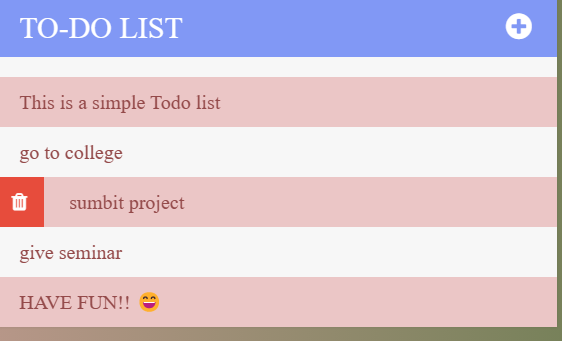 TO-DO LIST
This is a simple Todo list
go to college
sumbit project
give seminar
HAVE FUN!! 😄